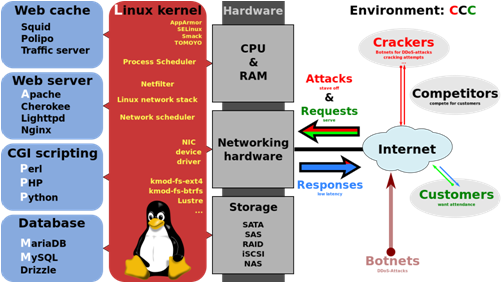 Web cache
Squid
Polipo
Traffic server
Web server
Apache
Cherokee
Lighttpd
Nginx
CGI scripting
Perl
PHP
Python
Database
MariaDB
MySQL
Drizzle
Linux kernel
AppArmor
SELinux
Smack
TOMOYO
Process Scheduler
Netfilter
Linux network stack
Network scheduler
NIC
device
driver
kmod-fs-ext4
kmod-fs-btrfs
Lustre
...
Hardware
CPU
&
RAM
Networking
hardware
Storage
SATA
SAS
RAID
iSCSI
NAS
Environment: CCC
Crackers
Botnets for DDoS-attacks
cracking attempts
Attacks
stave off
&
Requests
serve
Responses
low latency
Competitors
compete for customers
Internet
Customers
want attendance
Botnets
DDoS-Attacks